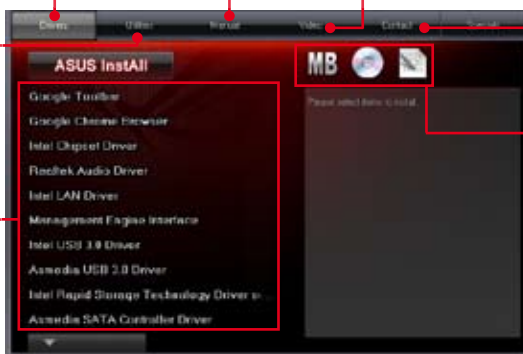 Drivers Utilities Manual Video Contact Specials
ASUS InstAll
MB
Please select items to install.
Google Toolbar
Google Chrome Browser
Intel Chipset Driver
Realtek Audio Driver
Intel LAN Driver
Management Engine Interface
Intel USB 3.0 Driver
Asmedia USB 3.0 Driver
Intel Rapid Storage Technology Driver
Asmedia SATA Controller Driver